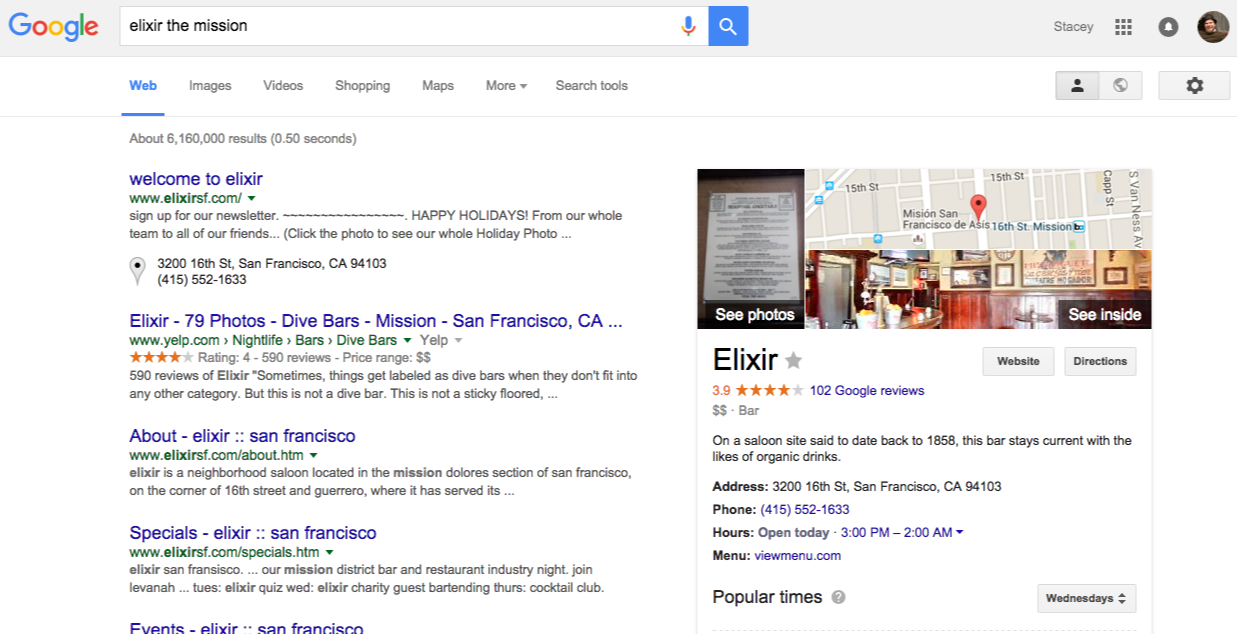 Google
elixir the mission
Stacey
Web Images Videos Shopping Maps More Search tools
About 6,160,000 results (0.50 seconds)
welcome to elixir
www.elixirsf.com/
sign up for our newsletter. ~~~~~~~~~~~~~~~~~. HAPPY HOLIDAYS! From our whole
team to all of our friends... (Click the photo to see our whole Holiday Photo ...
3200 16th St, San Francisco, CA 94103
(415) 552-1633
Elixir - 79 Photos - Dive Bars - Mission - San Francisco, CA ...
www.yelp.com › Nightlife › Bars › Dive Bars Yelp
Rating: 4 - 590 reviews - Price range: $$
590 reviews of Elixir "Sometimes, things get labeled as dive bars when they don't fit into
any other category. But this is not a dive bar. This is not a sticky floored, ...
About - elixir :: san francisco
www.elixirsf.com/about.htm
elixir is a neighborhood saloon located in the mission dolores section of san francisco,
on the corner of 16th street and guerrero, where it has served its ...
Specials - elixir :: san francisco
www.elixirsf.com/specials.htm
elixir san fransisco. ... our mission district bar and restaurant industry night. join
levanah ... tues: elixir quiz wed: elixir charity guest bartending thurs: cocktail club.
Events - elixir :: san francisco
15th St
15th St
Capp St
S Van Ness Av
Misión San
Francisco de Asís
16th St. Mission
See photos
See inside
Elixir
Website
Directions
3.9 102 Google reviews
$$ · Bar
On a saloon site said to date back to 1858, this bar stays current with the
likes of organic drinks.
Address: 3200 16th St, San Francisco, CA 94103
Phone: (415) 552-1633
Hours: Open today · 3:00 PM – 2:00 AM
Menu: viewmenu.com
Popular times
Wednesdays